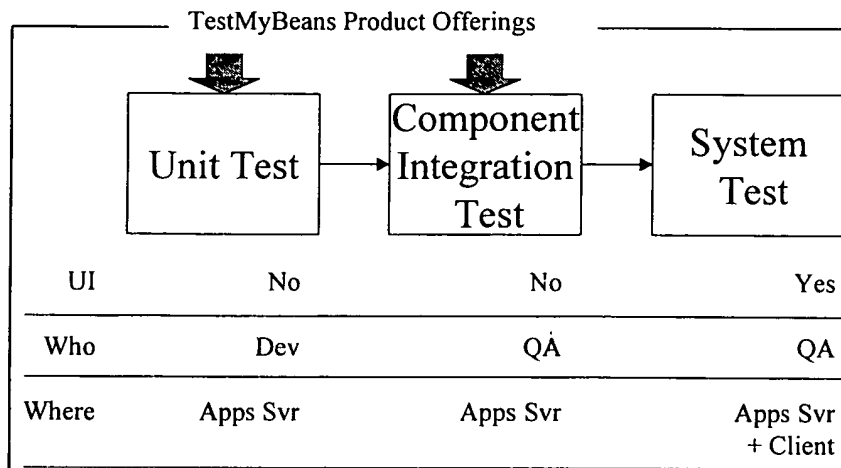 TestMyBeans Product Offerings
Unit Test
Component
Integration
Test
System
Test
UI No No Yes
Who Dev QA QA
Where Apps Svr Apps Svr Apps Svr
+ Client